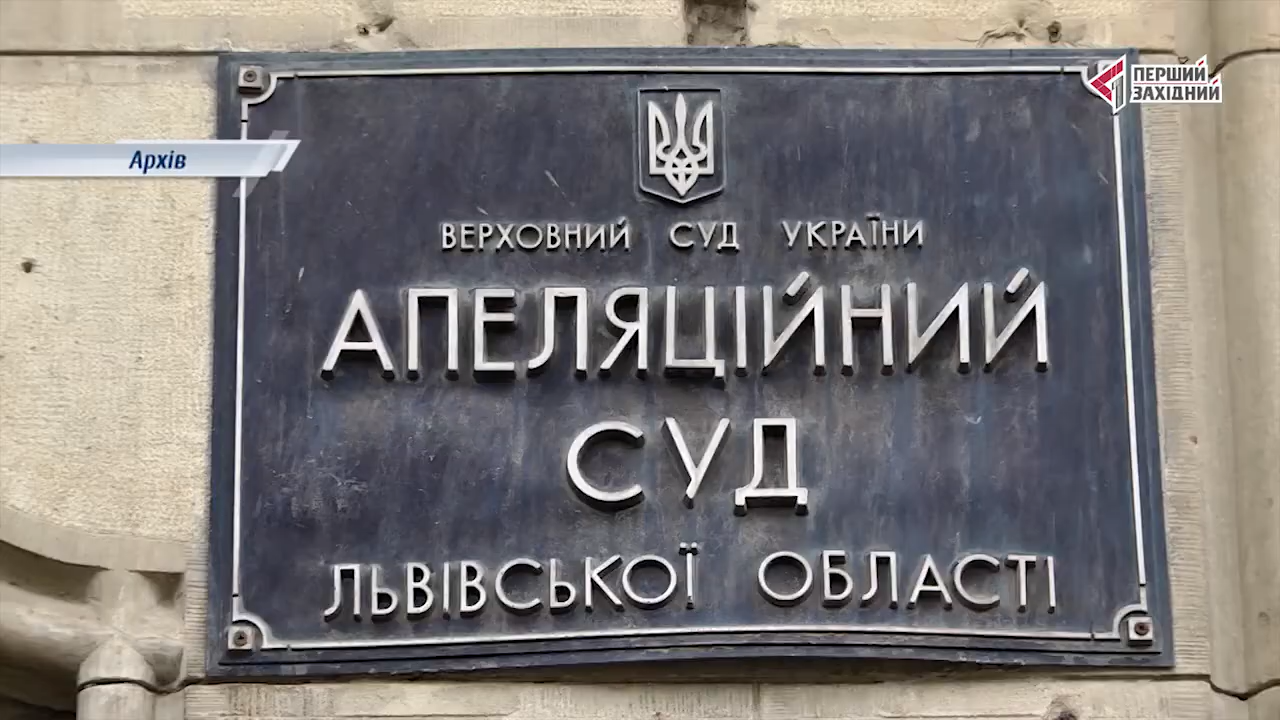 ПЕРШИЙ
ЗАХІДНИЙ
Архів
ВЕРХОВНИЙ СУД УКРАЇНИ
АПЕЛЯЦІЙНИЙ
СУД
ЛЬВІВСЬКОЇ ОБЛАСТІ